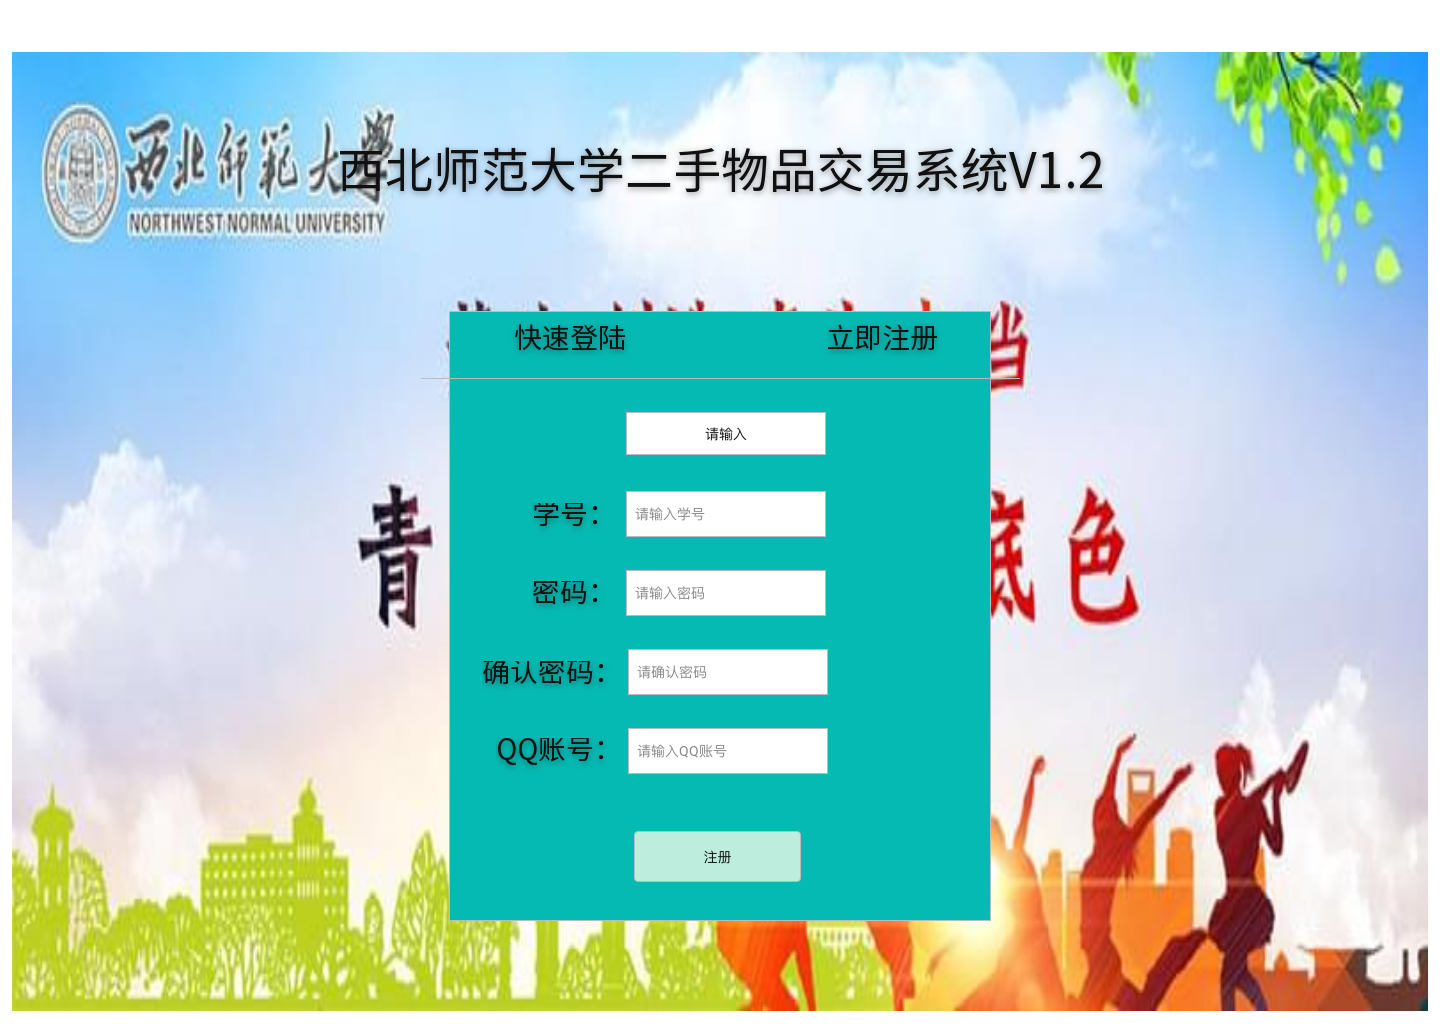 西北师范大学
NORTHWEST NORMAL UNIVERSITY
西北师范大学二手物品交易系统V1.2
快速登陆 立即注册
请输入
学号： 请输入学号
密码： 请输入密码
确认密码： 请确认密码
QQ账号： 请输入QQ账号
注册
青 底色